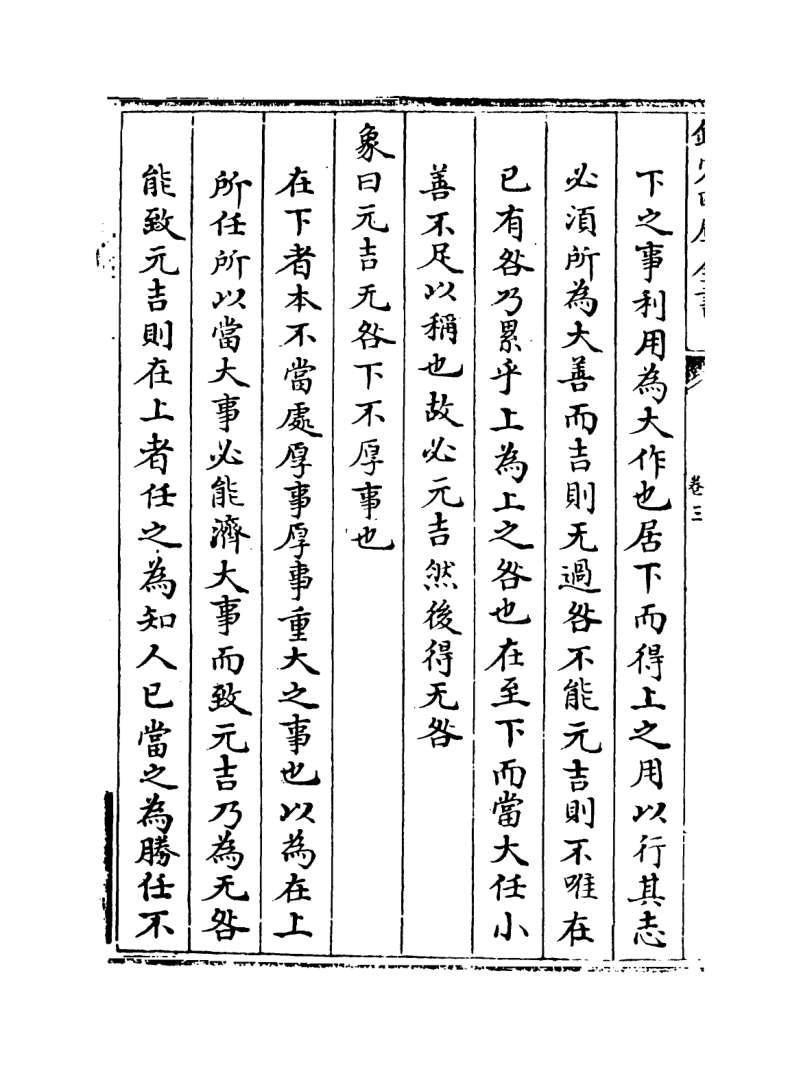 欽定四庫全書
卷三
下之事利用為大作也居下而得上之用以行其志
必湏所為大善而吉則无過咎不能元吉則不唯在
已有咎乃累乎上為上之咎也在至下而當大任小
善不足以稱也故必元吉然後得无咎
象曰元吉无咎下不厚事也
在下者本不當處厚事厚事重大之事也以為在上
所任所以當大事必能濟大事而致元吉乃為无咎
能致元吉則在上者任之為知人已當之為勝任不